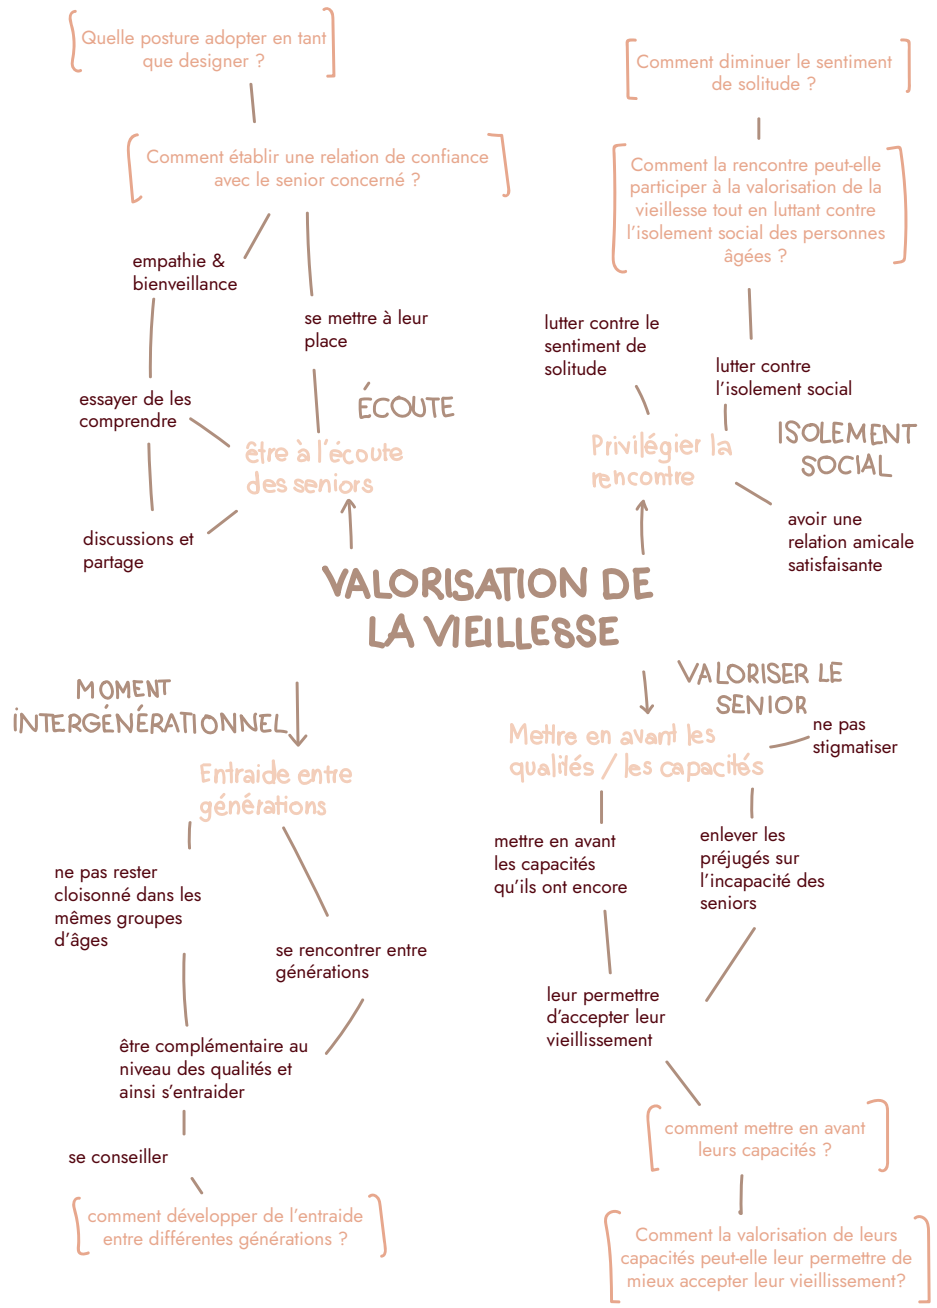 Quelle posture adopter en tant
que designer ?
Comment établir une relation de confiance
avec le senior concerné ?
empathie &
bienveillance
se mettre à leur
place
essayer de les
comprendre
ÉCOUTE
être à l'écoute
des seniors
discussions et
partage
Comment diminuer le sentiment
de solitude ?
Comment la rencontre peut-elle
participer à la valorisation de la
vieillesse tout en luttant contre
l'isolement social des personnes
âgées ?
lutter contre le
sentiment de
solitude
lutter contre
l'isolement social
ISOLEMENT
SOCIAL
Privilégier la
rencontre
avoir une
relation amicale
satisfaisante
VALORISATION DE
LA VIEILLESSE
MOMENT
INTERGÉNÉRATIONNEL
Entraide entre
générations
ne pas rester
cloisonné dans les
mêmes groupes
d'âges
se rencontrer entre
générations
être complémentaire au
niveau des qualités et
ainsi s'entraider
se conseiller
comment développer de l'entraide
entre différentes générations ?
VALORISER LE
SENIOR
Mettre en avant les
qualités / les capacités
ne pas
stigmatiser
mettre en avant
les capacités
qu'ils ont encore
enlever les
préjugés sur
l'incapacité des
seniors
leur permettre
d'accepter leur
vieillissement
comment mettre en avant
leurs capacités ?
Comment la valorisation de leurs
capacités peut-elle leur permettre de
mieux accepter leur vieillissement?